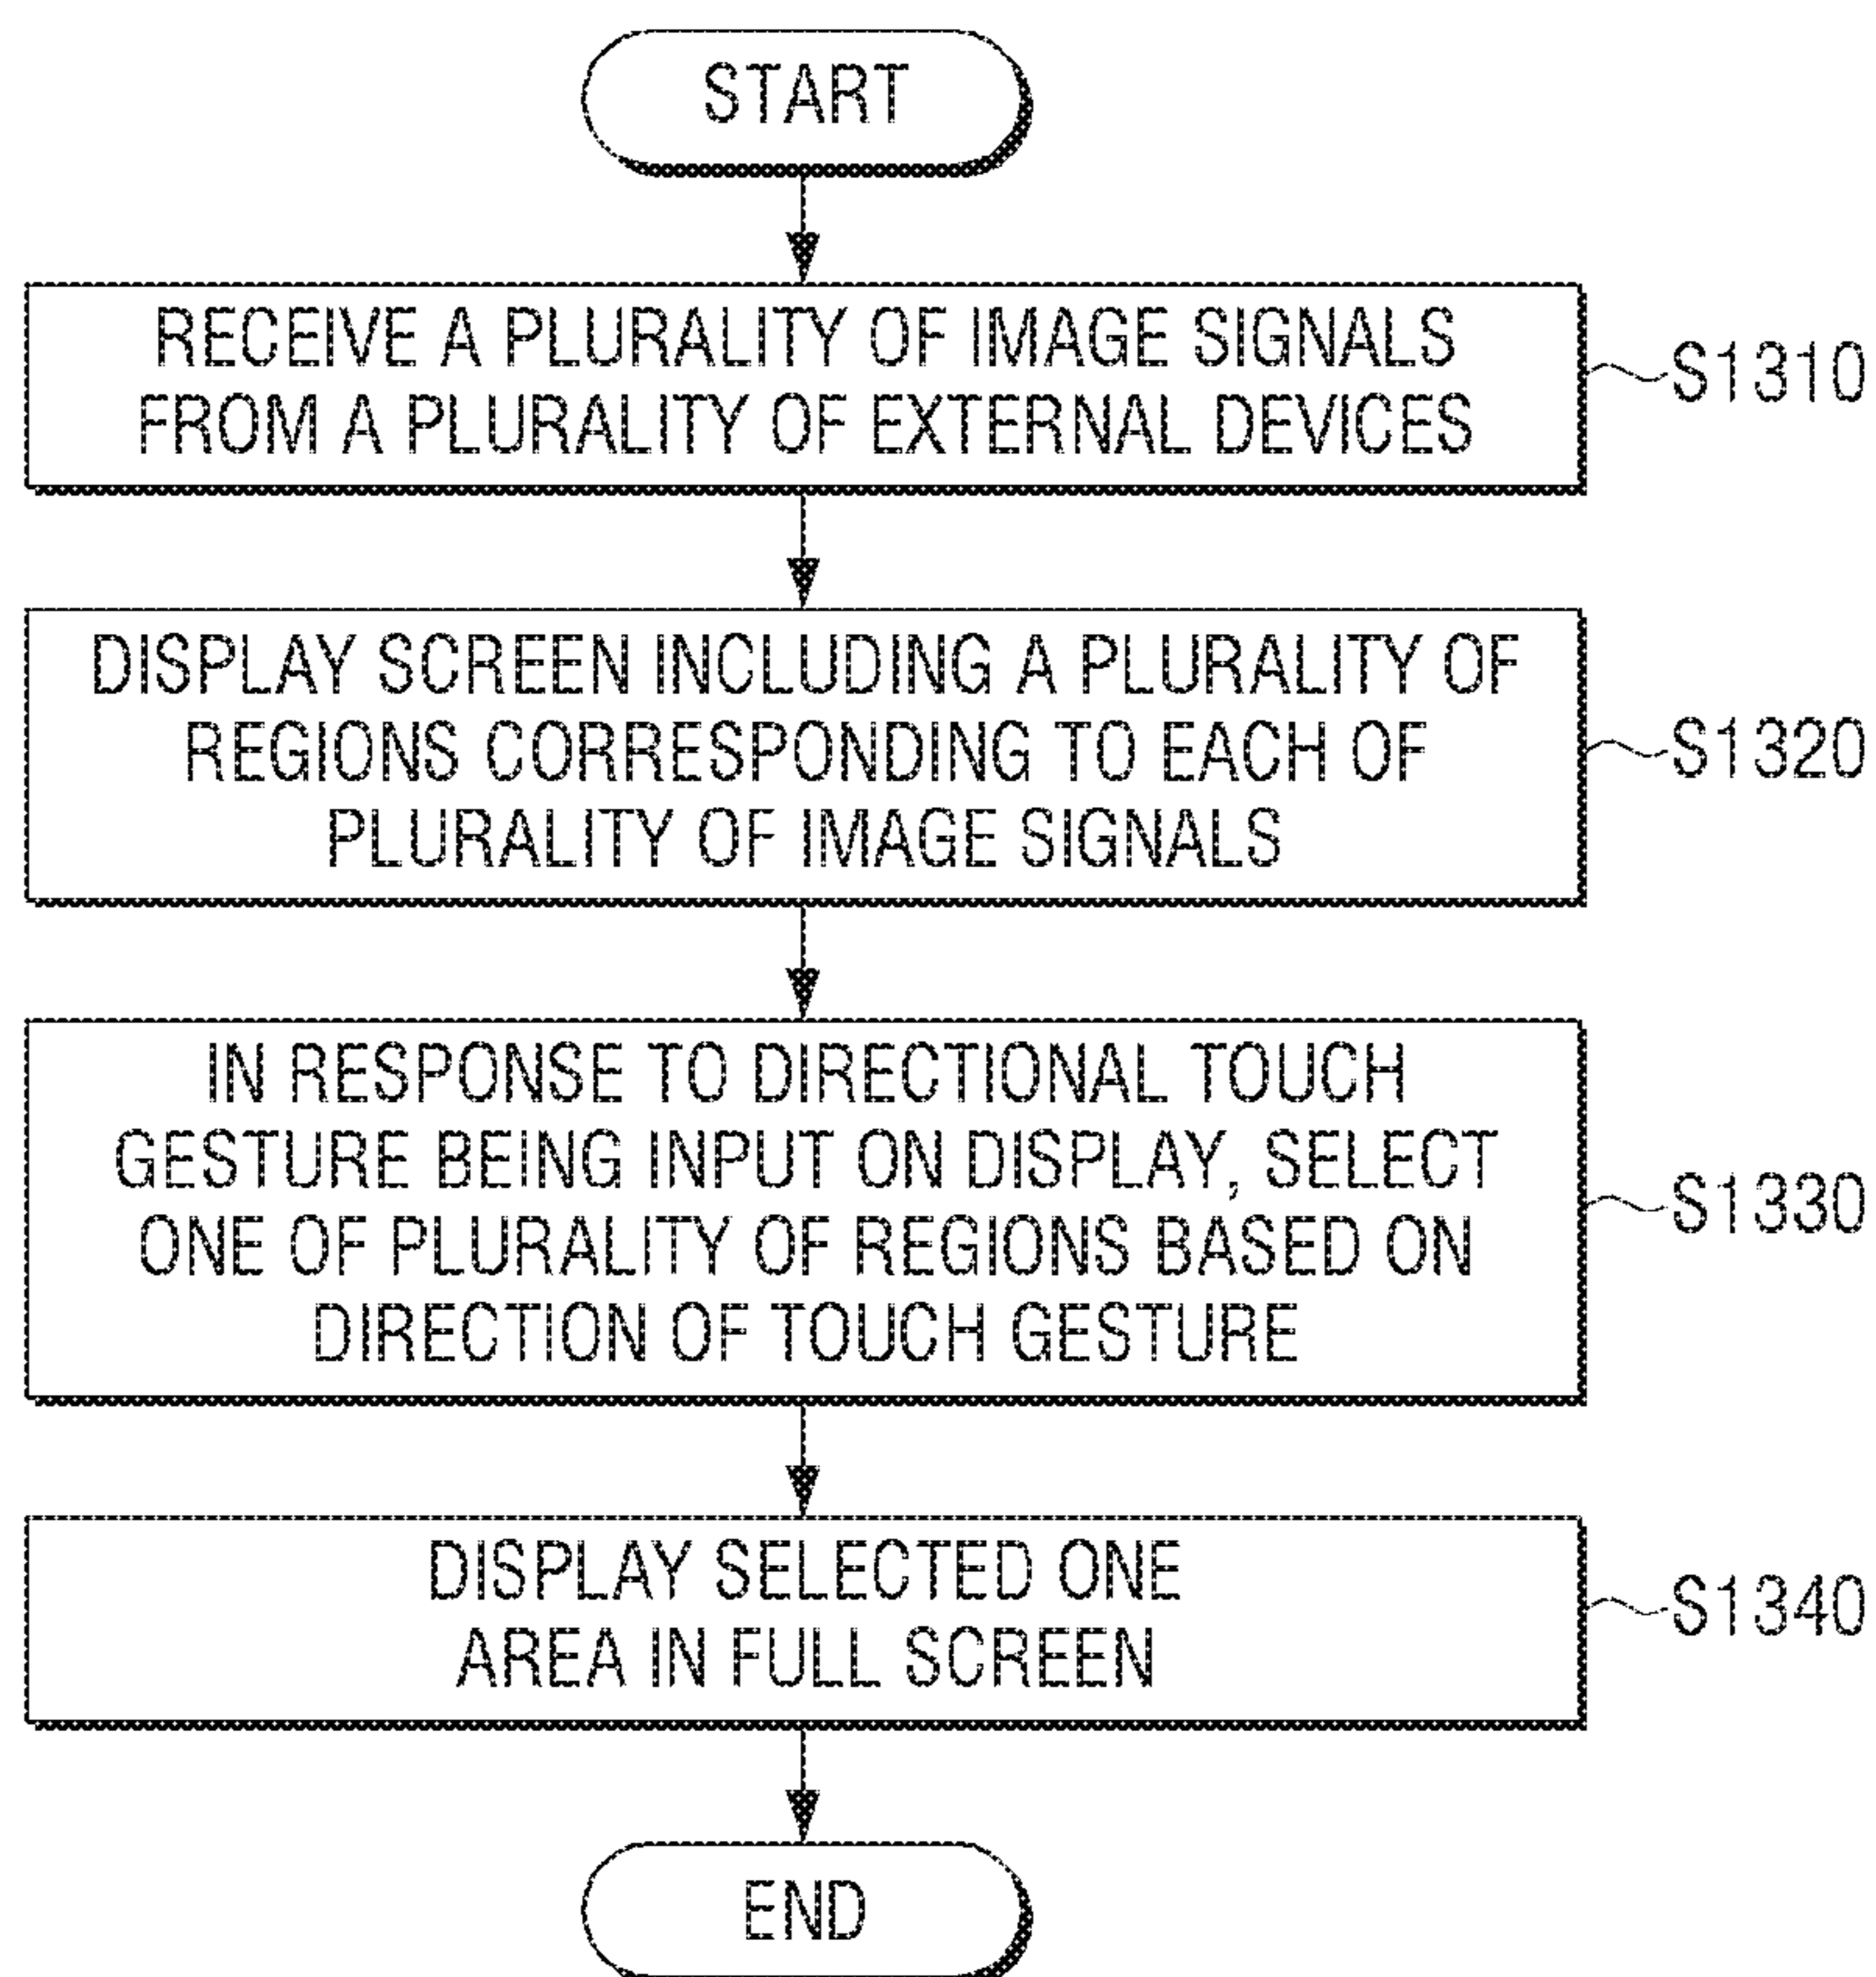 START
RECEIVE A PLURALITY OF IMAGE SIGNALS
FROM A PLURALITY OF EXTERNAL DEVICES
S1310
DISPLAY SCREEN INCLUDING A PLURALITY OF
REGIONS CORRESPONDING TO EACH OF
PLURALITY OF IMAGE SIGNALS
S1320
IN RESPONSE TO DIRECTIONAL TOUCH
GESTURE BEING INPUT ON DISPLAY, SELECT
ONE OF PLURALITY OF REGIONS BASED ON
DIRECTION OF TOUCH GESTURE
S1330
DISPLAY SELECTED ONE
AREA IN FULL SCREEN
S1340
END